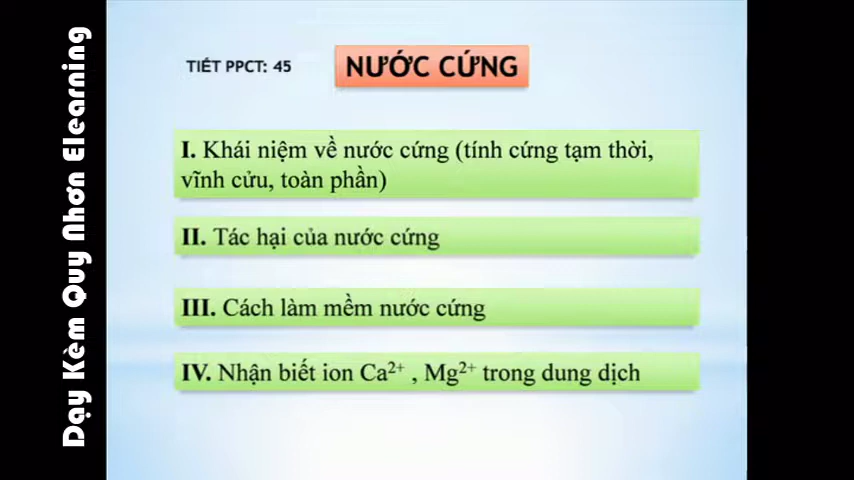 Dạy Kèm Quy Nhơn Elearning
TIẾT PPCT: 45
NƯỚC CỨNG
I. Khái niệm về nước cứng (tính cứng tạm thời,
vĩnh cửu, toàn phần)
II. Tác hại của nước cứng
III. Cách làm mềm nước cứng
IV. Nhận biết ion Ca²⁺ , Mg²⁺ trong dung dịch